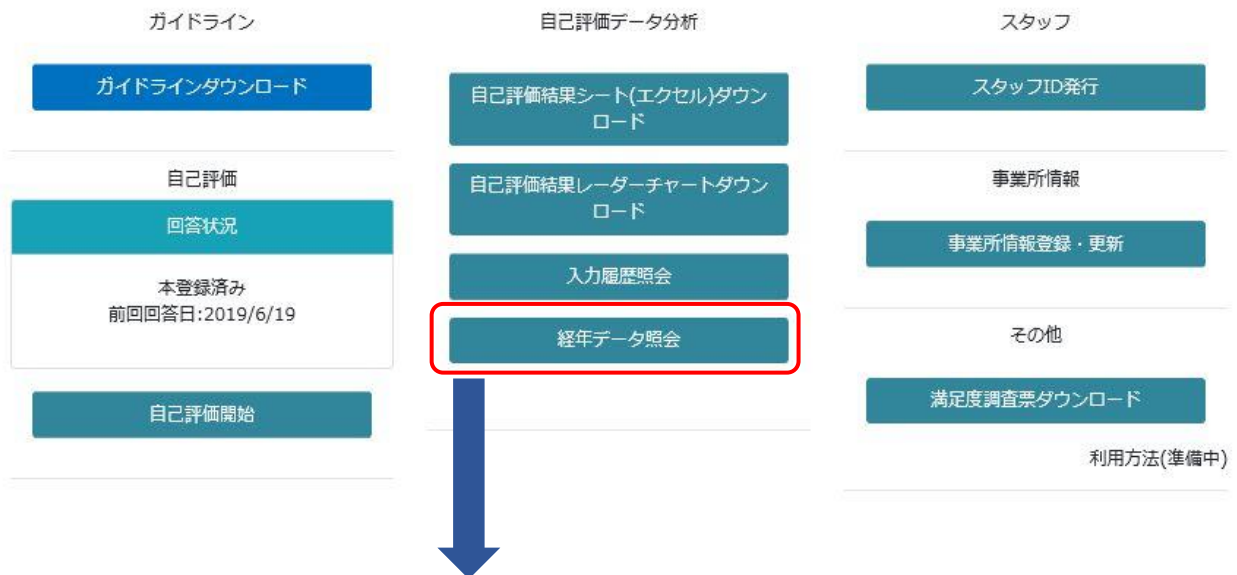 ガイドライン
ガイドラインダウンロード
自己評価
回答状況
本登録済み
前回回答日:2019/6/19
自己評価開始
自己評価データ分析
自己評価結果シート(エクセル)ダウン
ロード
自己評価結果レーダーチャートダウン
ロード
入力履歴照会
経年データ照会
スタッフ
スタッフID発行
事業所情報
事業所情報登録・更新
その他
満足度調査票ダウンロード
利用方法(準備中)